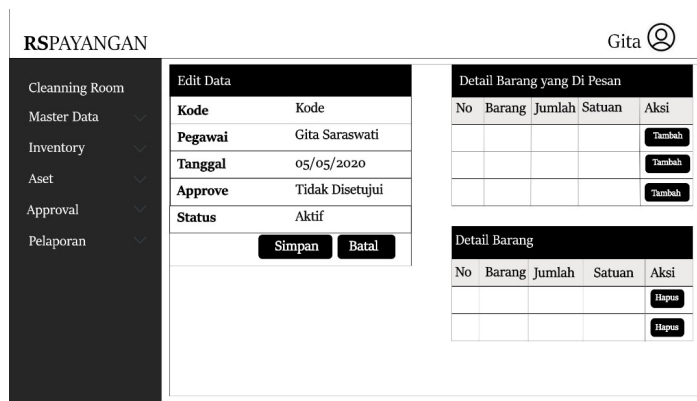 RSPAYANGAN
Gita
Cleanning Room
Master Data
Inventory
Aset
Approval
Pelaporan
Edit Data
Kode Kode
Pegawai Gita Saraswati
Tanggal 05/05/2020
Approve Tidak Disetujui
Status Aktif
Simpan Batal
Detail Barang yang Di Pesan
No Barang Jumlah Satuan Aksi
Tambah
Tambah
Tambah
Detail Barang
No Barang Jumlah Satuan Aksi
Hapus
Hapus